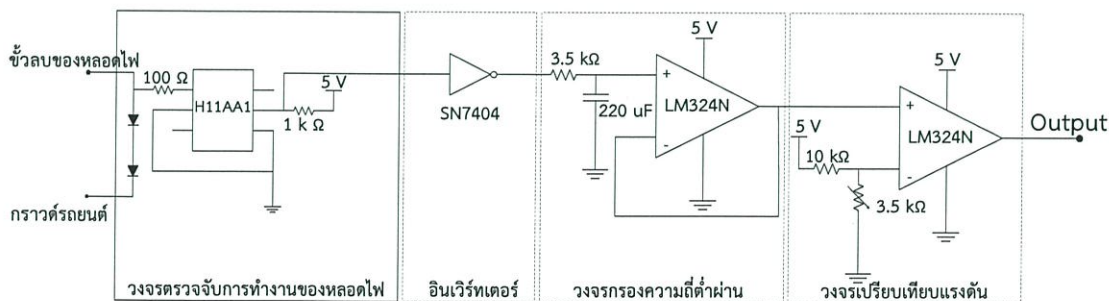 ขั้วลบของหลอดไฟ
100 Ω
H11AA1
5 V
1 k Ω
กราวด์รถยนต์
วงจรตรวจจับการทำงานของหลอดไฟ
SN7404
อินเวิร์ทเตอร์
3.5 kΩ
220 uF
5 V
+
LM324N
-
วงจรกรองความถี่ต่ำผ่าน
5 V
10 kΩ
3.5 kΩ
5 V
+
LM324N
-
Output
วงจรเปรียบเทียบแรงดัน